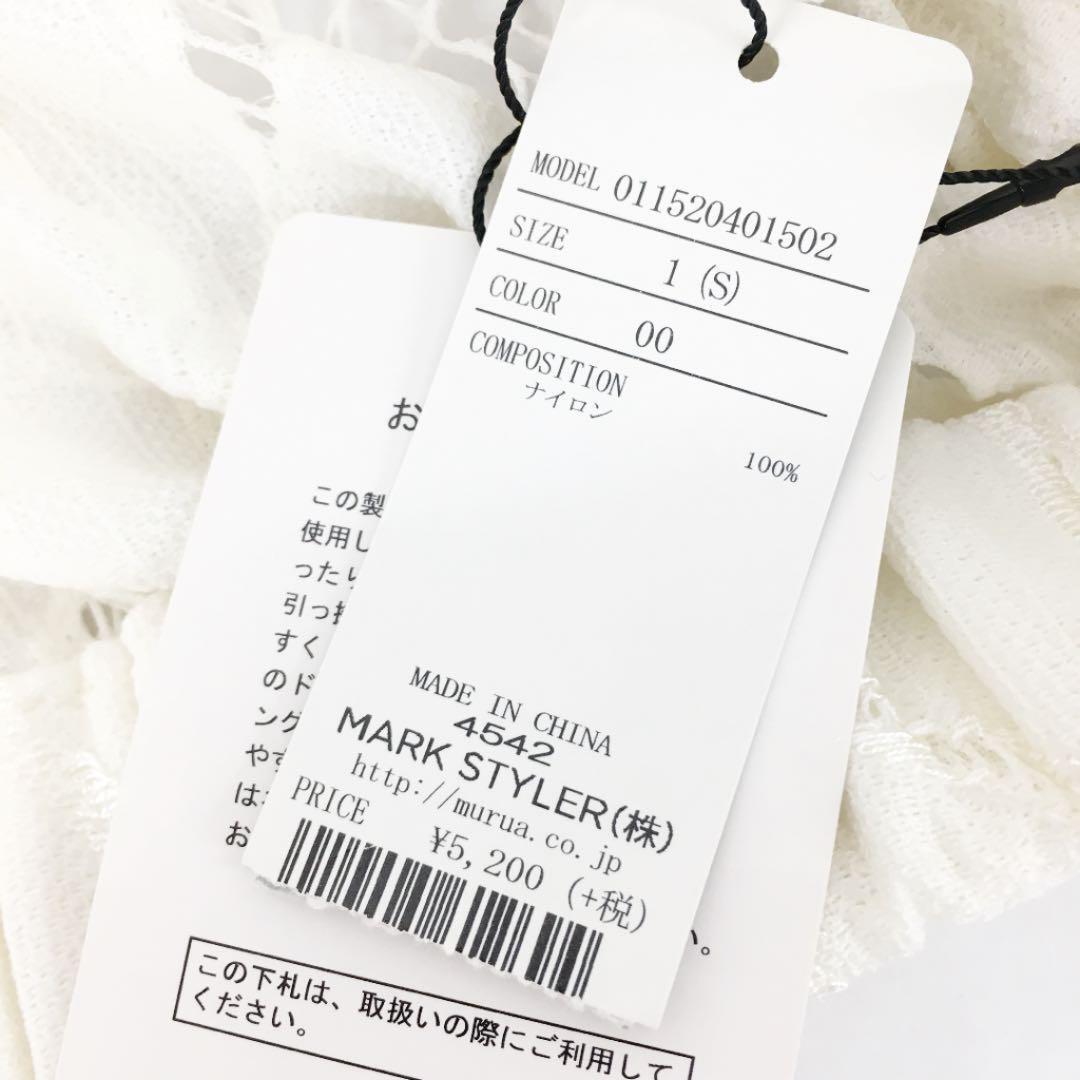 MODEL 011520401502
SIZE 1 (S)
COLOR 00
COMPOSITION
ナイロン
100%
MADE IN CHINA
4542
MARK STYLER(株)
http://murua.co.jp
PRICE ¥5,200 (+税)
お
この製
使用し
ったり
引っ
すく
のド
ング
やす
は
お
い。
この下札は、取扱いの際にご利用して
ください。